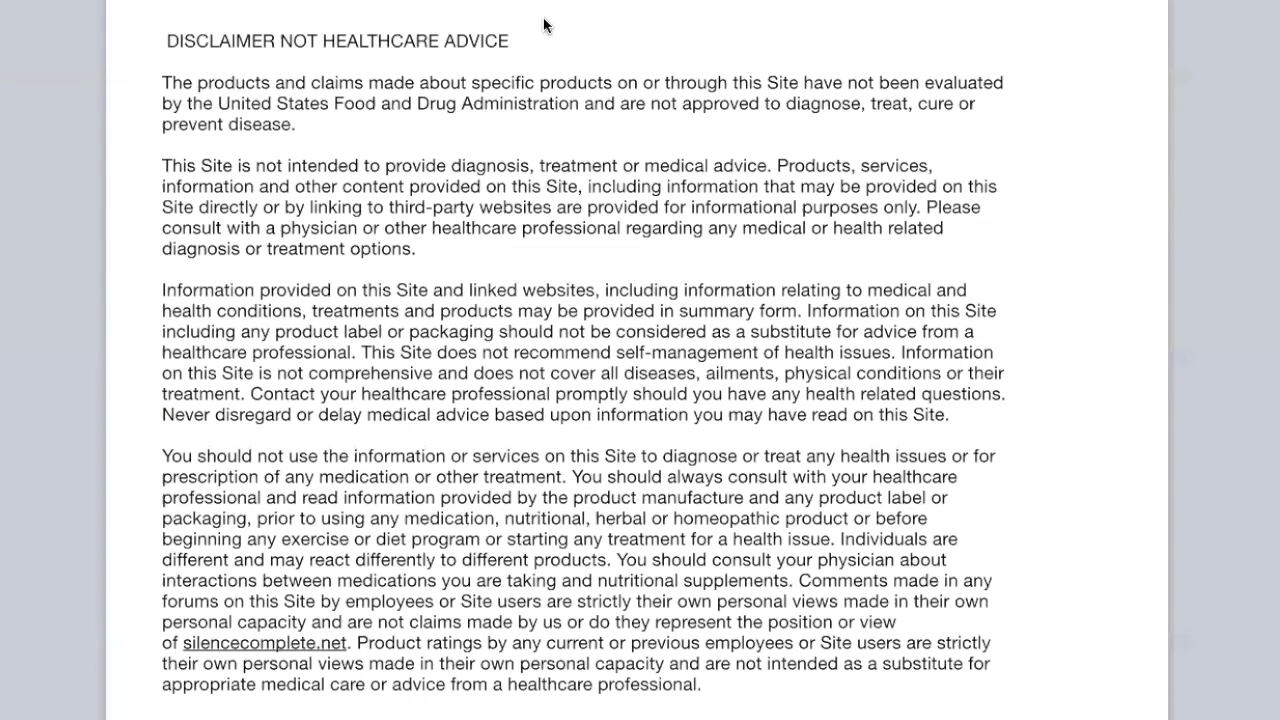 DISCLAIMER NOT HEALTHCARE ADVICE
The products and claims made about specific products on or through this Site have not been evaluated
by the United States Food and Drug Administration and are not approved to diagnose, treat, cure or
prevent disease.
This Site is not intended to provide diagnosis, treatment or medical advice. Products, services,
information and other content provided on this Site, including information that may be provided on this
Site directly or by linking to third-party websites are provided for informational purposes only. Please
consult with a physician or other healthcare professional regarding any medical or health related
diagnosis or treatment options.
Information provided on this Site and linked websites, including information relating to medical and
health conditions, treatments and products may be provided in summary form. Information on this Site
including any product label or packaging should not be considered as a substitute for advice from a
healthcare professional. This Site does not recommend self-management of health issues. Information
on this Site is not comprehensive and does not cover all diseases, ailments, physical conditions or their
treatment. Contact your healthcare professional promptly should you have any health related questions.
Never disregard or delay medical advice based upon information you may have read on this Site.
You should not use the information or services on this Site to diagnose or treat any health issues or for
prescription of any medication or other treatment. You should always consult with your healthcare
professional and read information provided by the product manufacture and any product label or
packaging, prior to using any medication, nutritional, herbal or homeopathic product or before
beginning any exercise or diet program or starting any treatment for a health issue. Individuals are
different and may react differently to different products. You should consult your physician about
interactions between medications you are taking and nutritional supplements. Comments made in any
forums on this Site by employees or Site users are strictly their own personal views made in their own
personal capacity and are not claims made by us or do they represent the position or view
of silencecomplete.net. Product ratings by any current or previous employees or Site users are strictly
their own personal views made in their own personal capacity and are not intended as a substitute for
appropriate medical care or advice from a healthcare professional.